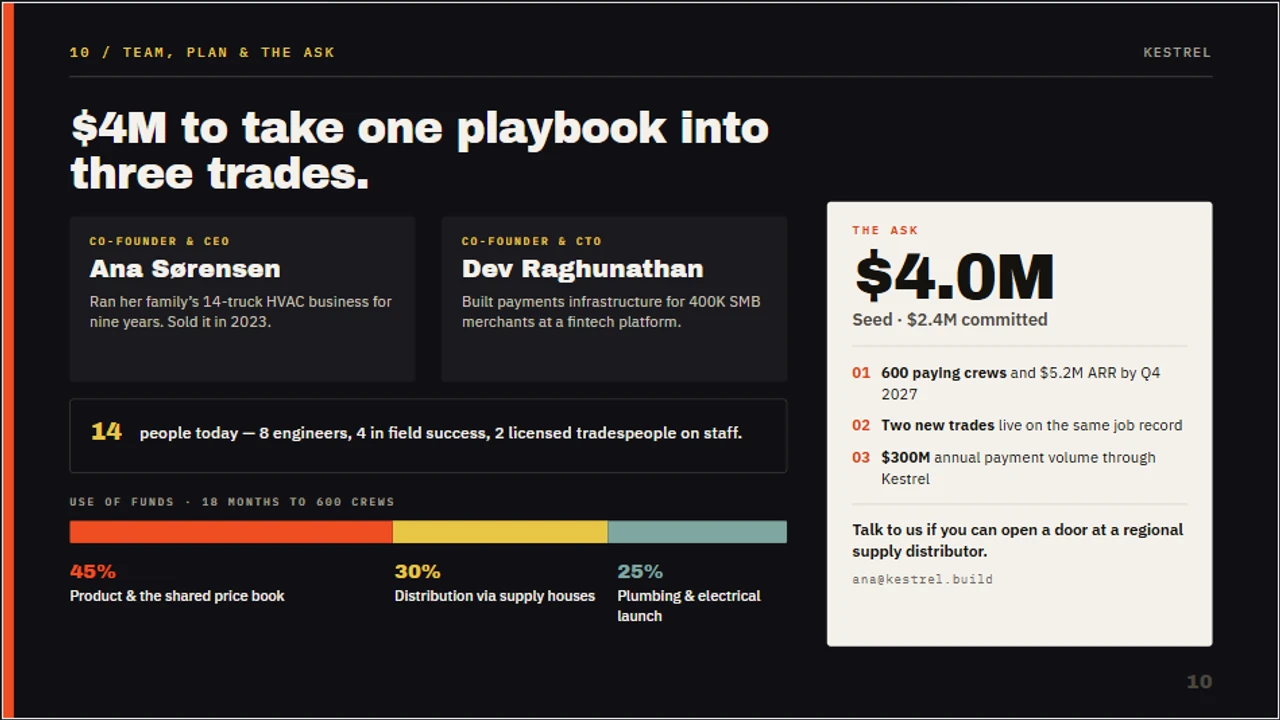 10 / TEAM, PLAN & THE ASK
KESTREL
$4M to take one playbook into
three trades.
CO-FOUNDER & CEO
Ana Sørensen
Ran her family’s 14-truck HVAC business for
nine years. Sold it in 2023.
CO-FOUNDER & CTO
Dev Raghunathan
Built payments infrastructure for 400K SMB
merchants at a fintech platform.
14 people today — 8 engineers, 4 in field success, 2 licensed tradespeople on staff.
USE OF FUNDS · 18 MONTHS TO 600 CREWS
45%
Product & the shared price book
30%
Distribution via supply houses
25%
Plumbing & electrical
launch
THE ASK
$4.0M
Seed · $2.4M committed
01 600 paying crews and $5.2M ARR by Q4
2027
02 Two new trades live on the same job record
03 $300M annual payment volume through
Kestrel
Talk to us if you can open a door at a regional
supply distributor.
ana@kestrel.build
10